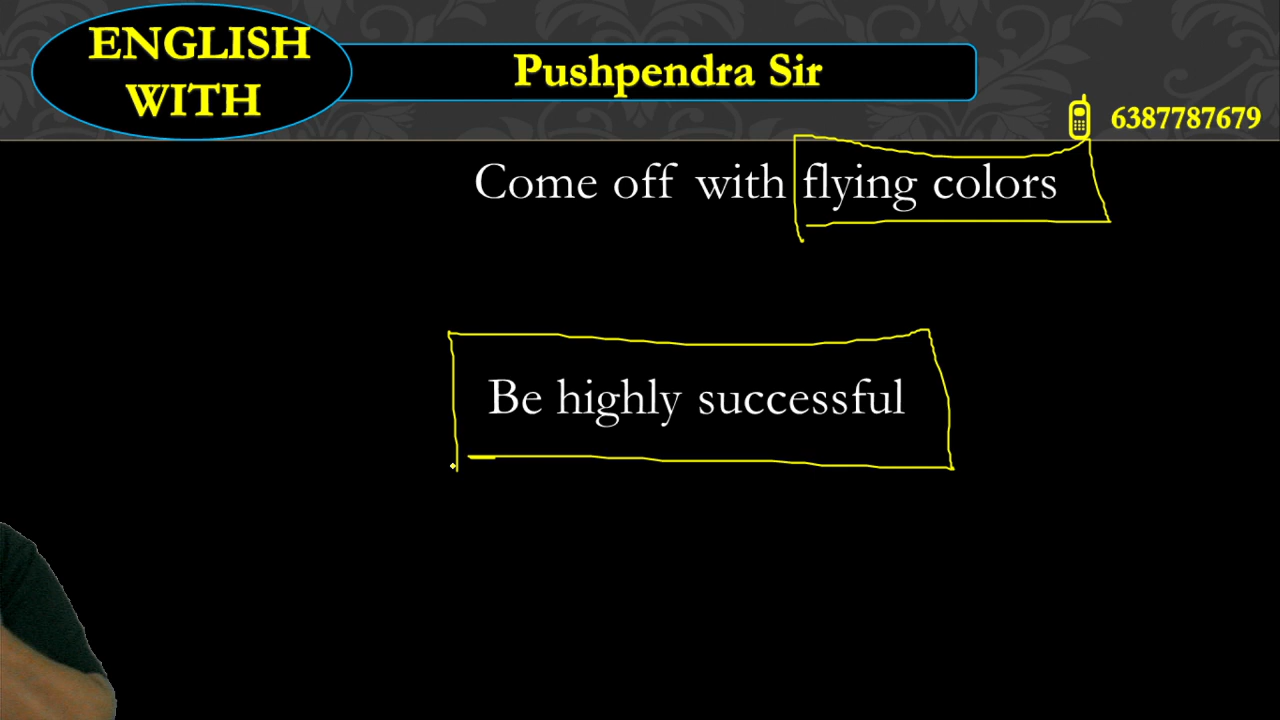 ENGLISH
WITH
Pushpendra Sir
6387787679
Come off with flying colors
Be highly successful